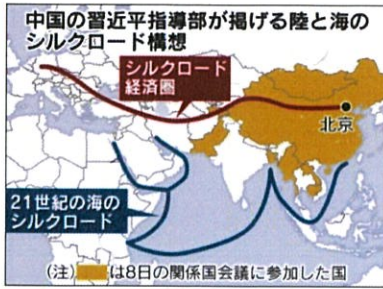 中国の習近平指導部が掲げる陸と海の
シルクロード構想
シルクロード
経済圏
北京
21世紀の海の
シルクロード
(注) は8日の関係国会議に参加した国